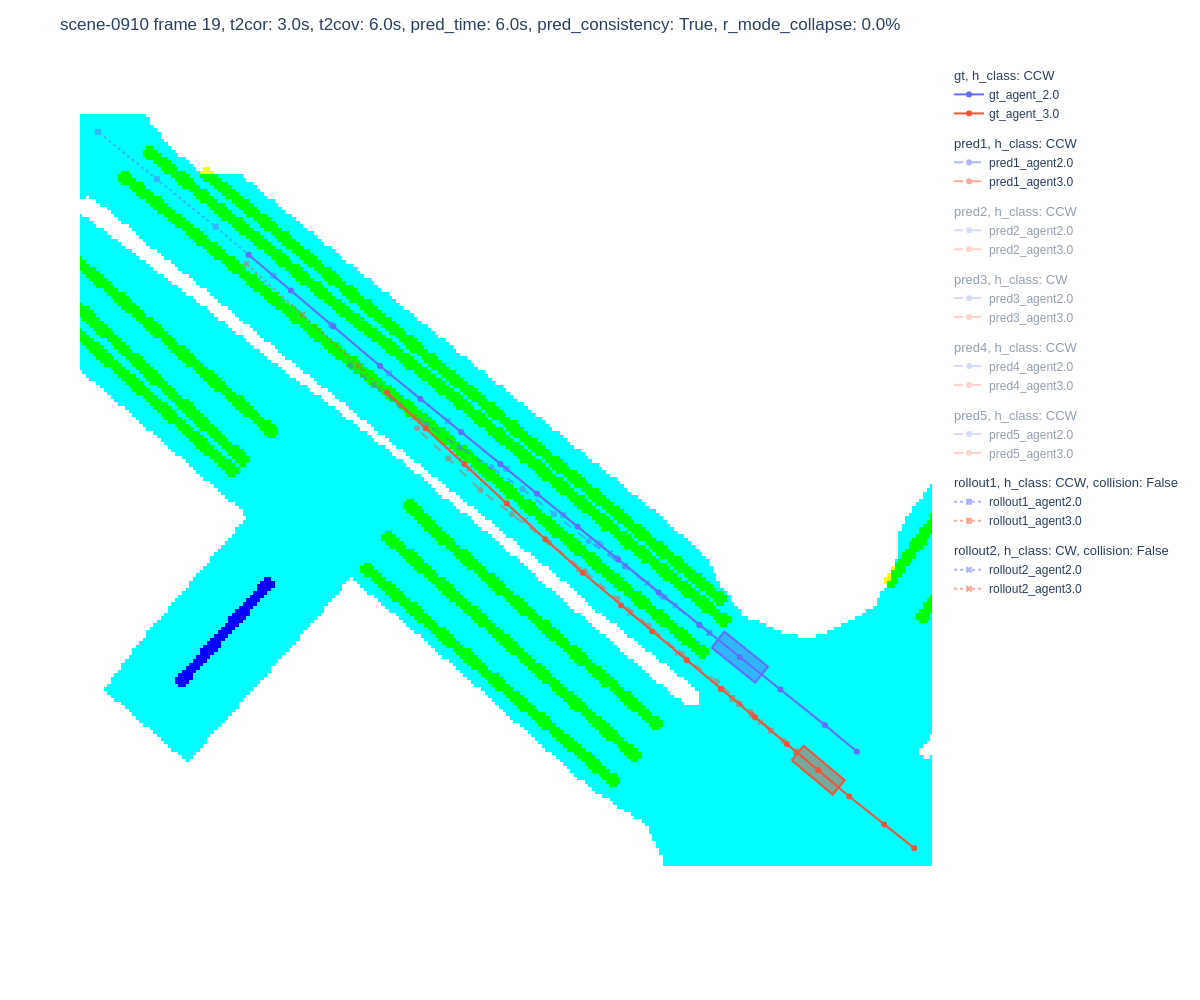 scene-0910 frame 19, t2cor: 3.0s, t2cov: 6.0s, pred_time: 6.0s, pred_consistency: True, r_mode_collapse: 0.0%
gt, h_class: CCW
gt_agent_2.0
gt_agent_3.0
pred1, h_class: CCW
pred1_agent2.0
pred1_agent3.0
pred2, h_class: CCW
pred2_agent2.0
pred2_agent3.0
pred3, h_class: CW
pred3_agent2.0
pred3_agent3.0
pred4, h_class: CCW
pred4_agent2.0
pred4_agent3.0
pred5, h_class: CCW
pred5_agent2.0
pred5_agent3.0
rollout1, h_class: CCW, collision: False
rollout1_agent2.0
rollout1_agent3.0
rollout2, h_class: CW, collision: False
rollout2_agent2.0
rollout2_agent3.0